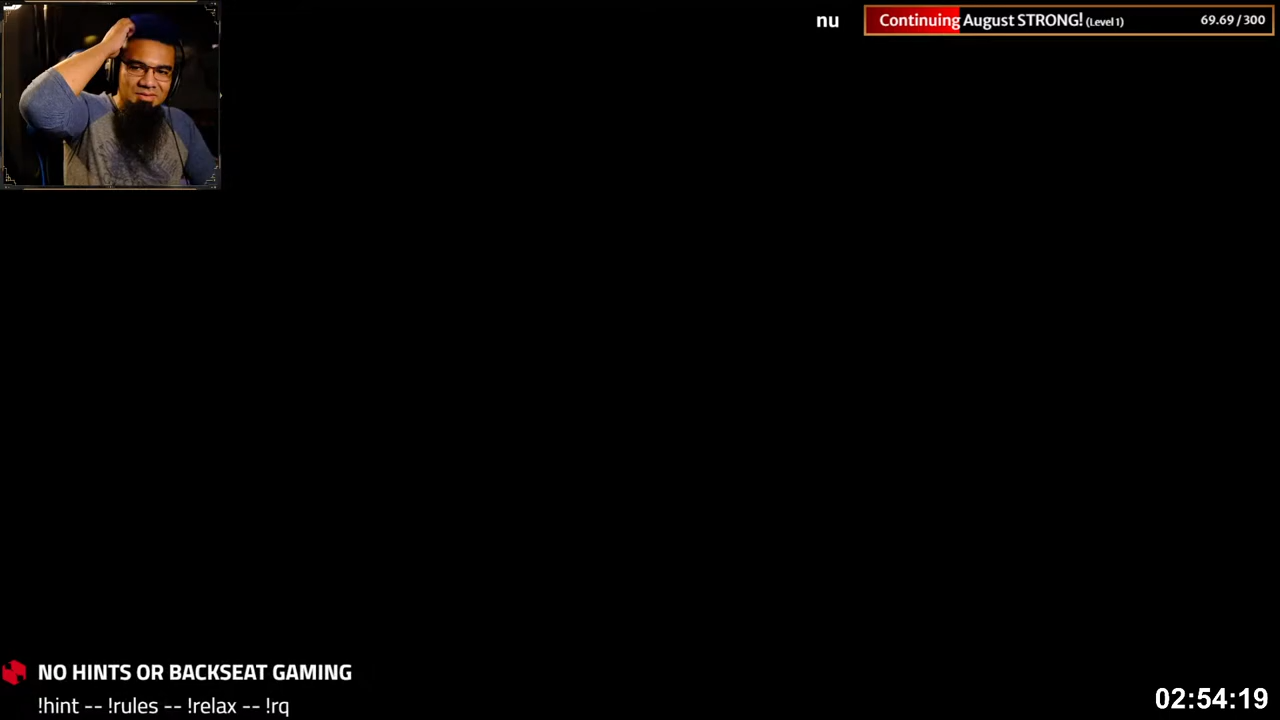 nu
Continuing August STRONG! (Level 1) 69.69 / 300
NO HINTS OR BACKSEAT GAMING
!hint -- !rules -- !relax -- !rq
02:54:19